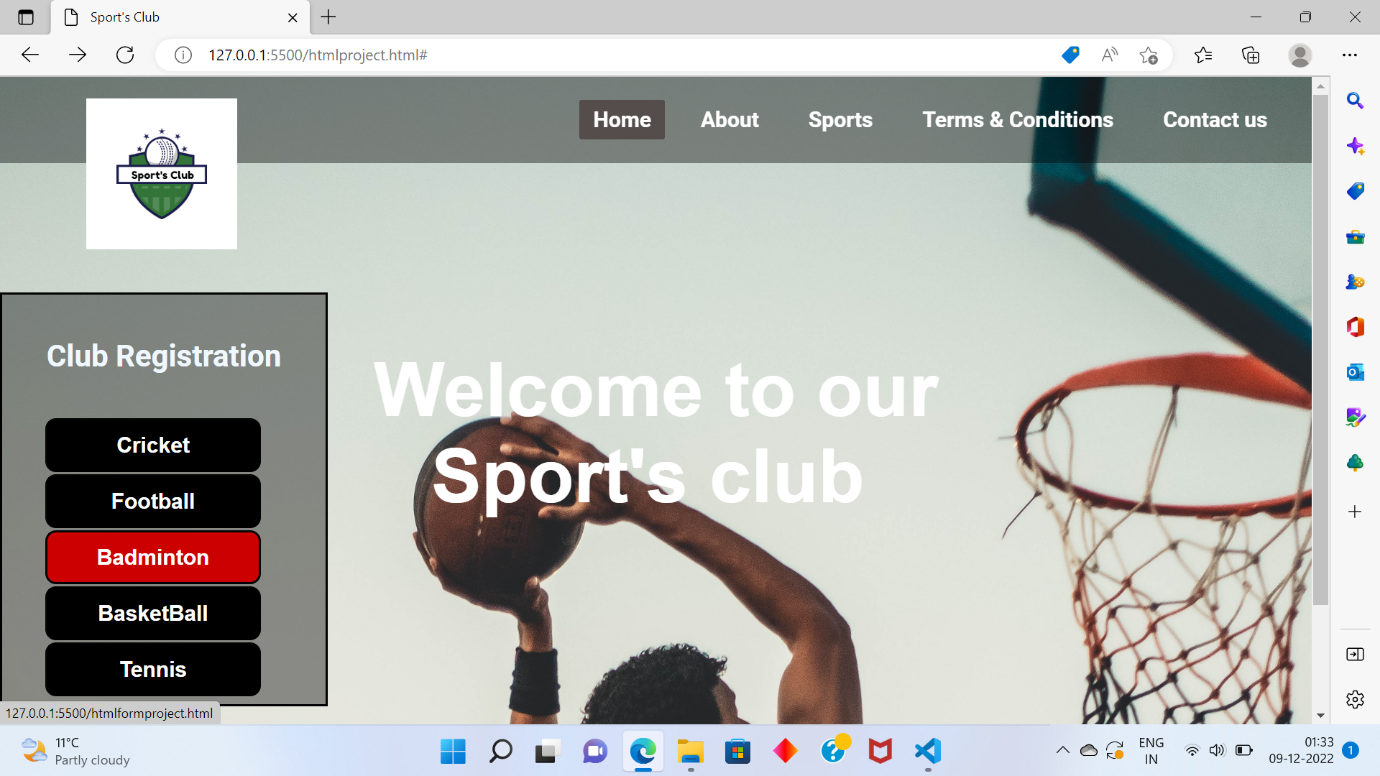 Sport's Club
127.0.0.1:5500/htmlproject.html#
Home About Sports Terms & Conditions Contact us
Sport's Club
Club Registration
Cricket
Football
Badminton
BasketBall
Tennis
Welcome to our
Sport's club
127.0.0.1:5500/htmlformproject.html
11°C
Partly cloudy
ENG
IN
01:33
09-12-2022
1